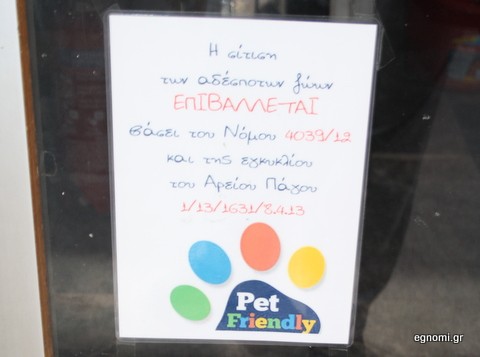 Η σίτιση
των αδέσποτων ζώων
ΕΠΙΒΑΛΛΕΤΑΙ
βάσει του Νόμου 4039/12
και της εγκυκλίου
του Αρείου Πάγου
1/13/1631/8.4.13
Pet
Friendly
egnomi.gr